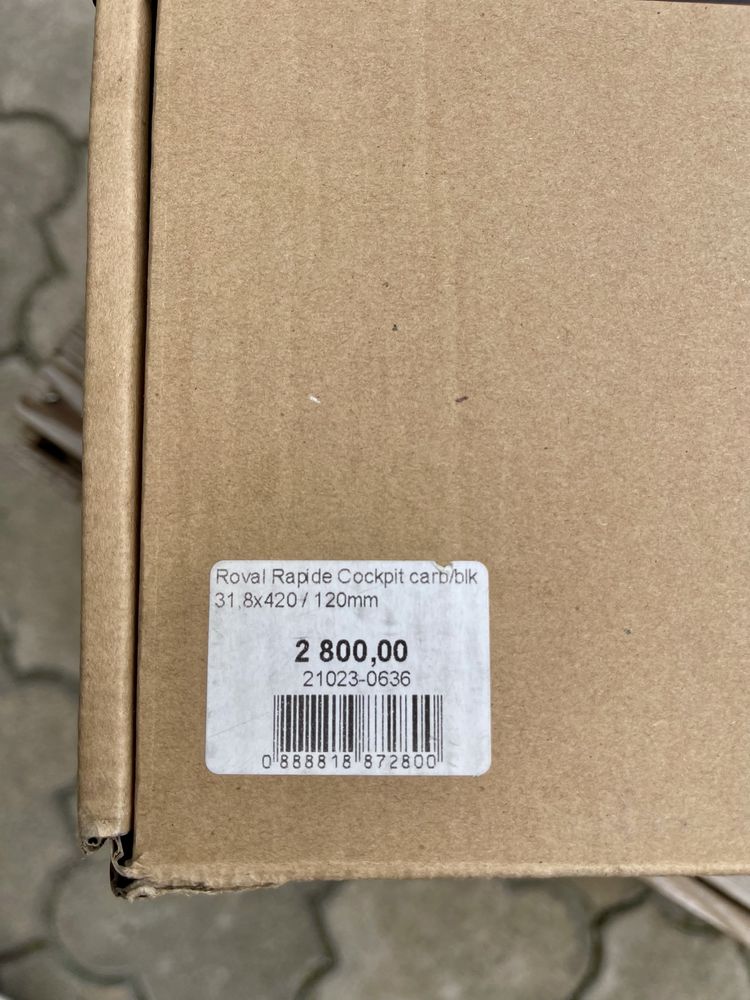 Roval Rapide Cockpit carb/blk
31,8x420 / 120mm
2 800,00
21023-0636
0 888818 872800